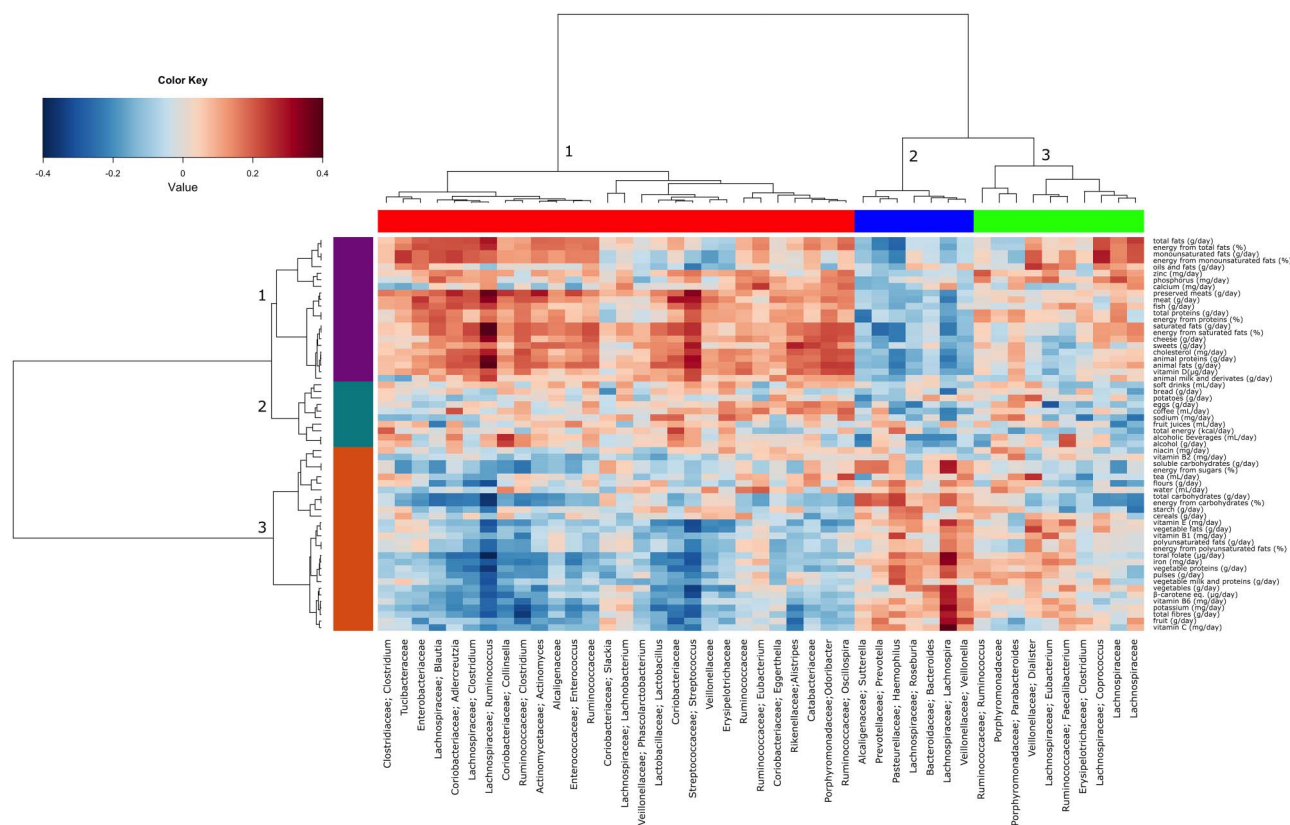 Color Key
-0.4 -0.2 0 0.2 0.4
Value
1
2
3
1
2
3
total fats (g/day)
energy from total fats (%)
monounsaturated fats (g/day)
energy from monounsaturated fats (%)
oils and fats (g/day)
zinc (mg/day)
phosphorus (mg/day)
calcium (mg/day)
preserved meats (g/day)
meat (g/day)
fish (g/day)
total proteins (g/day)
energy from proteins (%)
saturated fats (g/day)
energy from saturated fats (%)
cheese (g/day)
sweets (g/day)
cholesterol (mg/day)
animal proteins (g/day)
animal fats (g/day)
vitamin D(μg/day)
animal milk and derivates (g/day)
soft drinks (mL/day)
bread (g/day)
potatoes (g/day)
eggs (g/day)
coffee (mL/day)
sodium (mg/day)
fruit juices (mL/day)
total energy (kcal/day)
alcoholic beverages (mL/day)
alcohol (g/day)
niacin (mg/day)
vitamin B2 (mg/day)
soluble carbohydrates (g/day)
energy from sugars (%)
tea (mL/day)
flours (g/day)
water (mL/day)
total carbohydrates (g/day)
energy from carbohydrates (%)
starch (g/day)
cereals (g/day)
vitamin E (mg/day)
vegetable fats (g/day)
vitamin B1 (mg/day)
polyunsaturated fats (g/day)
energy from polyunsaturated fats (%)
total folate (μg/day)
iron (mg/day)
vegetable proteins (g/day)
pulses (g/day)
vegetable milk and proteins (g/day)
vegetables (g/day)
β-carotene eq. (μg/day)
vitamin B6 (mg/day)
potassium (mg/day)
total fibres (g/day)
fruit (g/day)
vitamin C (mg/day)
Clostridiaceae; Clostridium
Tucibacteraceae
Enterobacteriaceae
Lachnospiraceae; Blautia
Coriobacteriaceae; Adlercreutzia
Lachnospiraceae; Clostridium
Lachnospiraceae; Ruminococcus
Coriobacteriaceae; Collinsella
Ruminococcaceae; Clostridium
Actinomycetaceae; Actinomyces
Alcaligenaceae
Enterococcaceae; Enterococcus
Ruminococcaceae
Coriobacteriaceae; Slackia
Lachnospiraceae; Lachnobacterium
Veillonellaceae; Phascolarctobacterium
Lactobacillaceae; Lactobacillus
Coriobacteriaceae
Streptococcaceae; Streptococcus
Veillonellaceae
Erysipelotrichaceae
Ruminococcaceae
Ruminococcaceae; Eubacterium
Coriobacteriaceae; Eggerthella
Rikenellaceae;Alistripes
Catabacteriaceae
Porphyromonadaceae;Odoribacter
Ruminococcaceae; Oscillospira
Alcaligenaceae; Sutterella
Prevotellaceae; Prevotella
Pasteurellaceae; Haemophilus
Lachnospiraceae; Roseburia
Bacteroidaceae; Bacteroides
Lachnospiraceae; Lachnospira
Veillonellaceae; Veillonella
Ruminococcaceae; Ruminococcus
Porphyromonadaceae
Porphyromonadaceae; Parabacteroides
Veillonellaceae; Dialister
Lachnospiraceae; Eubacterium
Ruminococcaceae; Faecalibacterium
Erysipelotrichaceae; Clostridium
Lachnospiraceae; Coprococcus
Lachnospiraceae
Lachnospiraceae